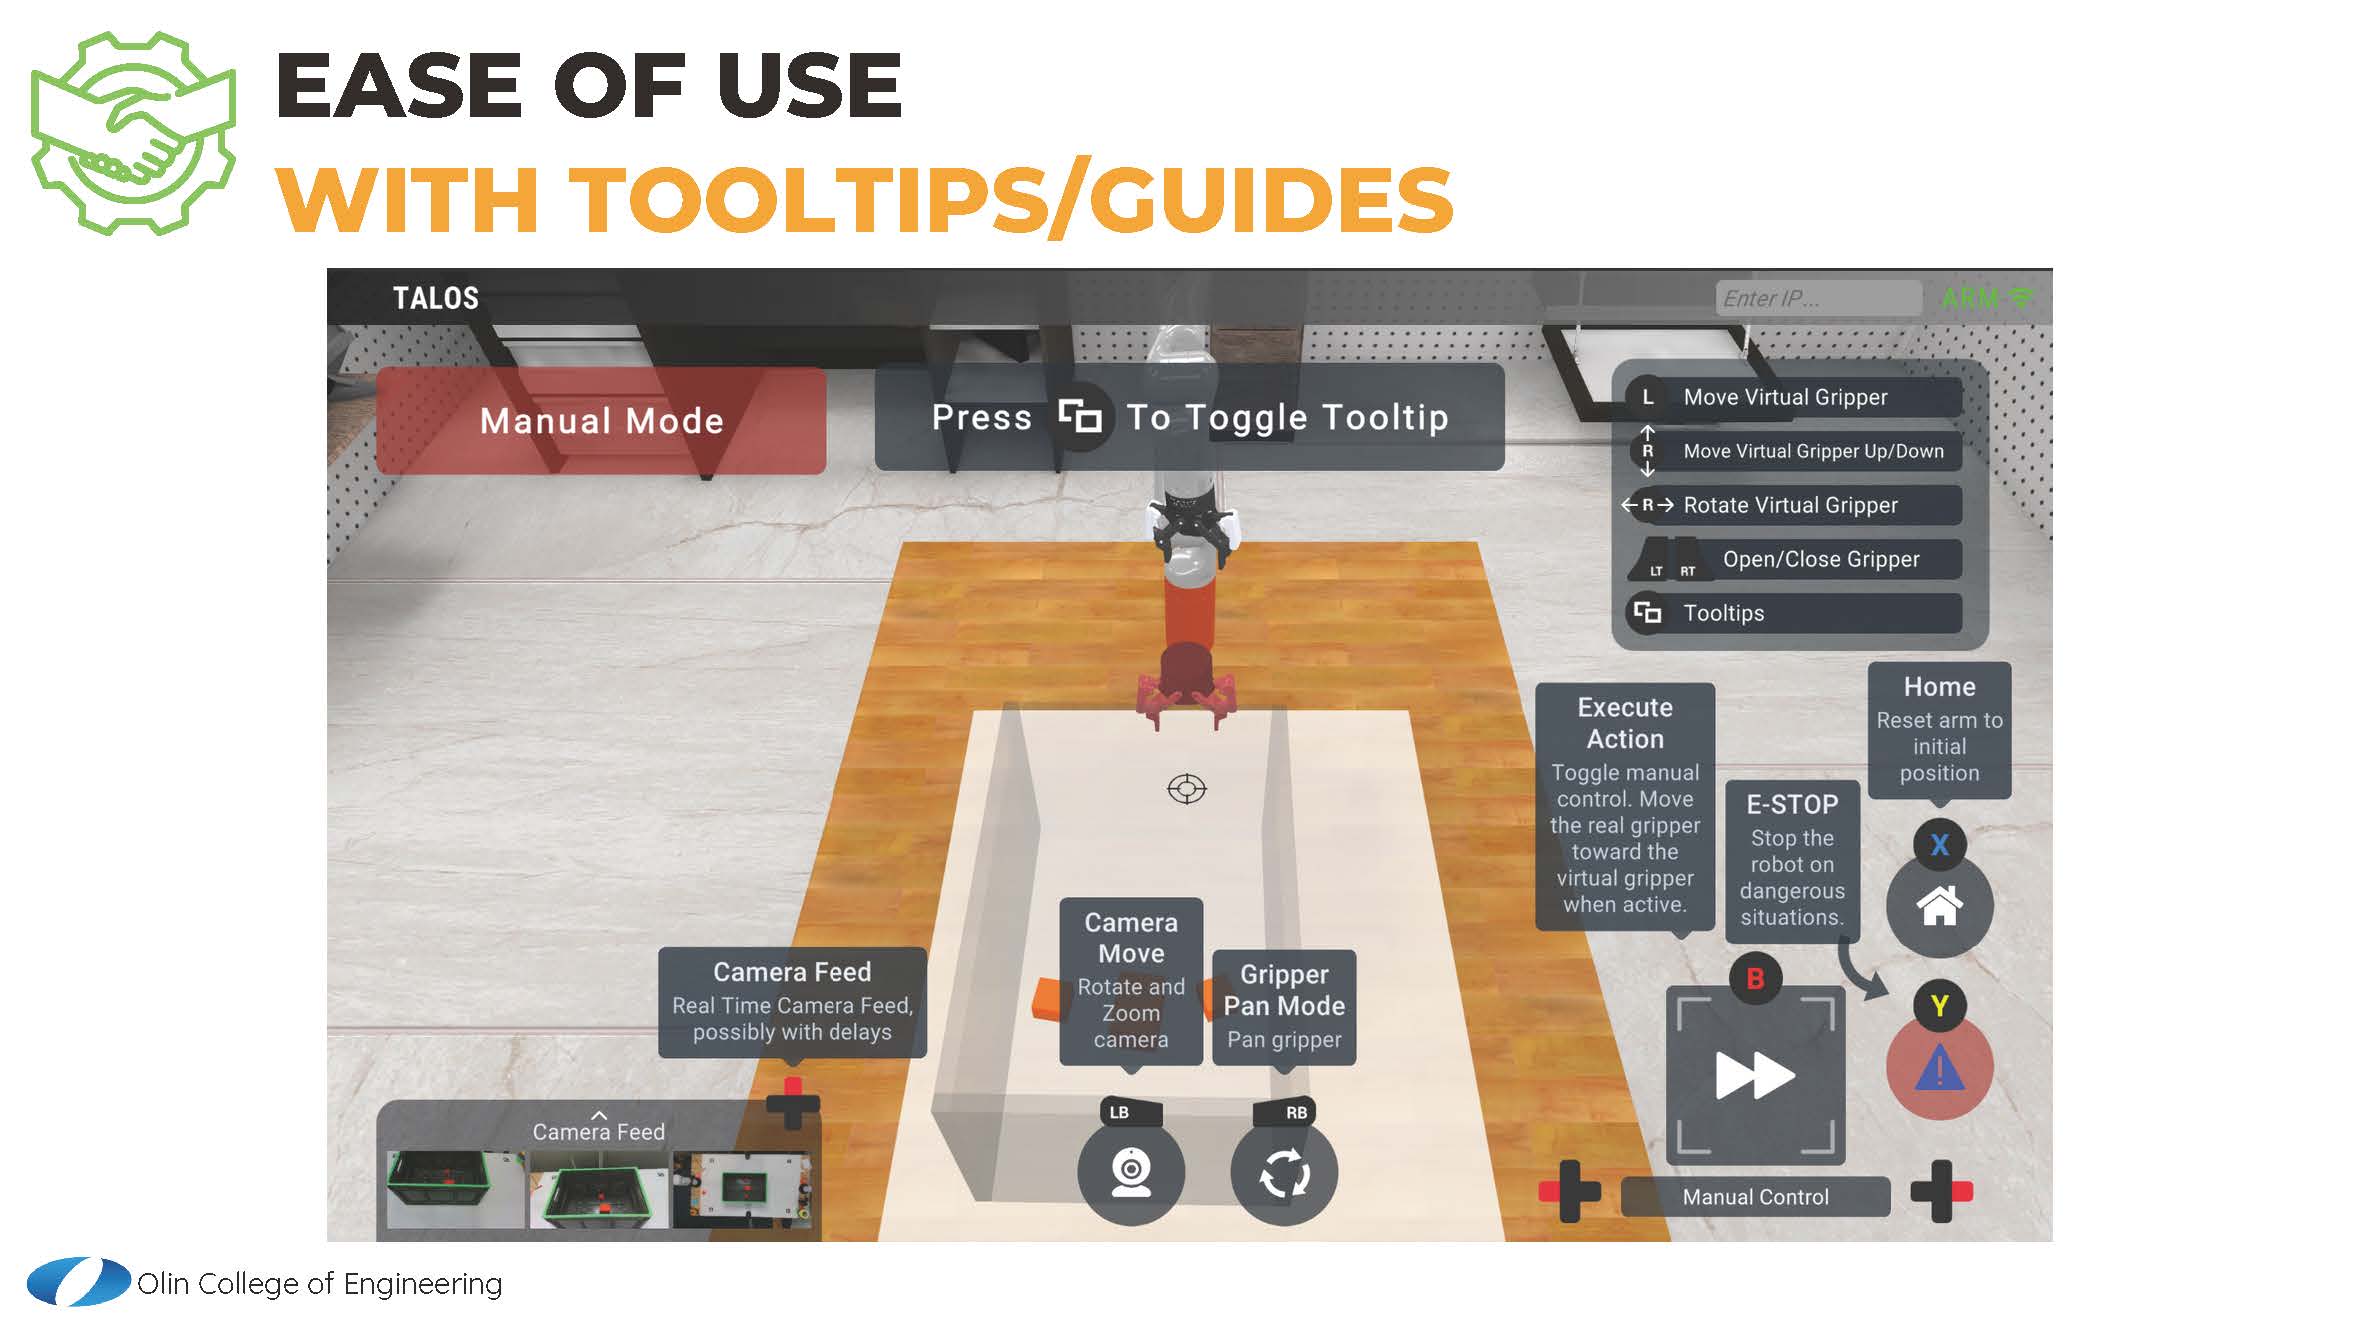 EASE OF USE
WITH TOOLTIPS/GUIDES
TALOS
Enter IP...
ARM
Manual Mode
Press To Toggle Tooltip
L Move Virtual Gripper
R Move Virtual Gripper Up/Down
R Rotate Virtual Gripper
LT RT Open/Close Gripper
Tooltips
Home
Reset arm to
initial
position
X
Execute
Action
Toggle manual
control. Move
the real gripper
toward the
virtual gripper
when active.
E-STOP
Stop the
robot on
dangerous
situations.
B
Y
Camera Feed
Real Time Camera Feed,
possibly with delays
Camera
Move
Rotate and
Zoom
camera
Gripper
Pan Mode
Pan gripper
LB
RB
Camera Feed
Manual Control
Olin College of Engineering